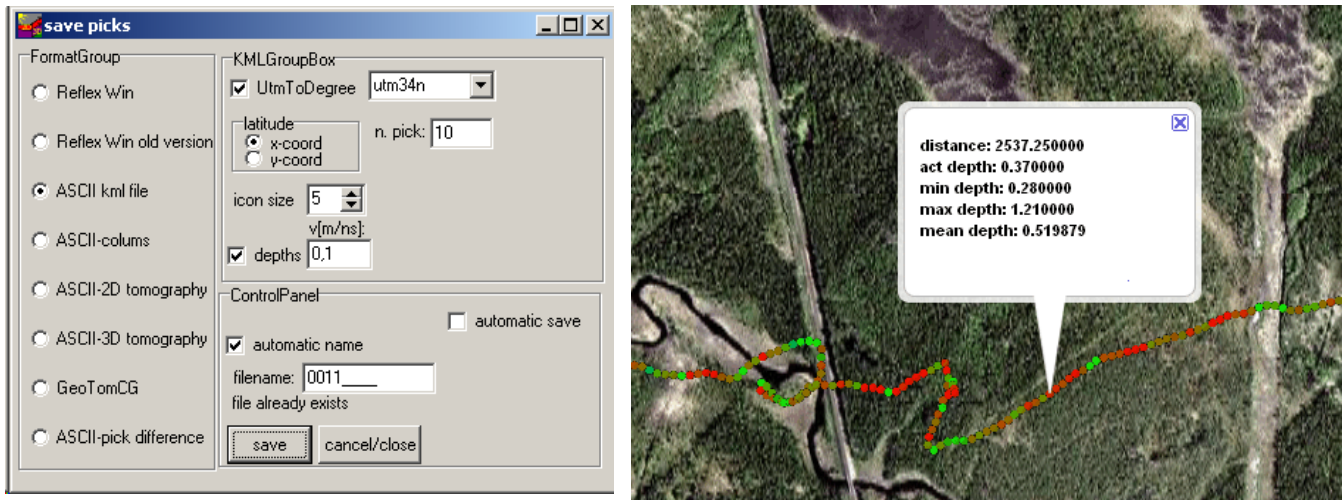 save picks
FormatGroup
Reflex Win
Reflex Win old version
ASCII kml file
ASCII-colums
ASCII-2D tomography
ASCII-3D tomography
GeoTomCG
ASCII-pick difference
KMLGroupBox
UtmToDegree utm34n
latitude
x-coord
y-coord
n. pick: 10
icon size 5
v[m/ns]:
depths 0,1
ControlPanel
automatic save
automatic name
filename: 0011____
file already exists
save cancel/close
distance: 2537.250000
act depth: 0.370000
min depth: 0.280000
max depth: 1.210000
mean depth: 0.519879